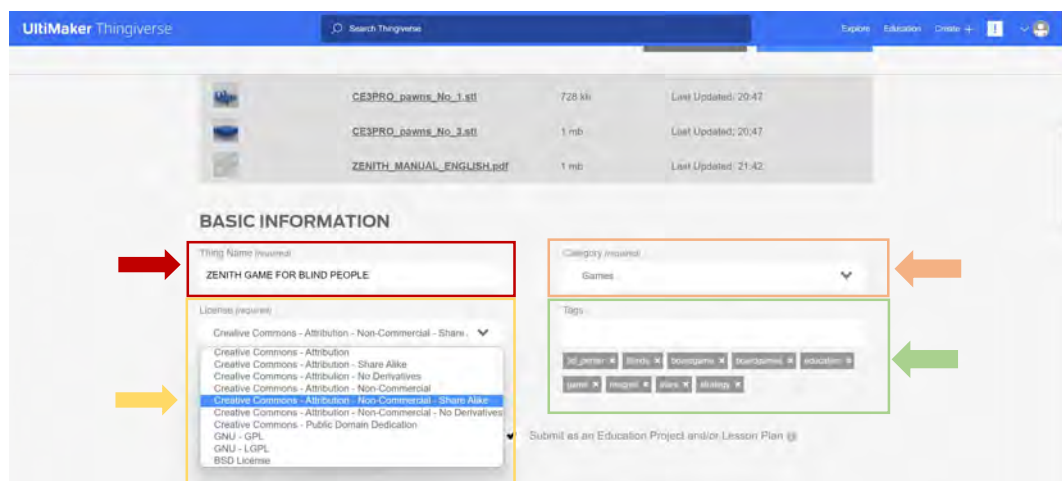 UltiMaker Thingiverse
Search Thingiverse
Explore Education Create +
CE3PRO_pawns_No_1.stl 728 kb Last Updated: 20:47
CE3PRO_pawns_No_3.stl 1 mb Last Updated: 20:47
ZENITH_MANUAL_ENGLISH.pdf 1 mb Last Updated: 21:42
BASIC INFORMATION
Thing Name (required)
ZENITH GAME FOR BLIND PEOPLE
Category (required)
Games
License (required)
Creative Commons - Attribution - Non-Commercial - Share
Creative Commons - Attribution
Creative Commons - Attribution - Share Alike
Creative Commons - Attribution - No Derivatives
Creative Commons - Attribution - Non-Commercial
Creative Commons - Attribution - Non-Commercial - Share Alike
Creative Commons - Attribution - Non-Commercial - No Derivatives
Creative Commons - Public Domain Dedication
GNU - GPL
GNU - LGPL
BSD License
Tags
3d_printer x Blinds x boardgame x boardgames x education x
game x x x strategy x
Submit as an Education Project and/or Lesson Plan